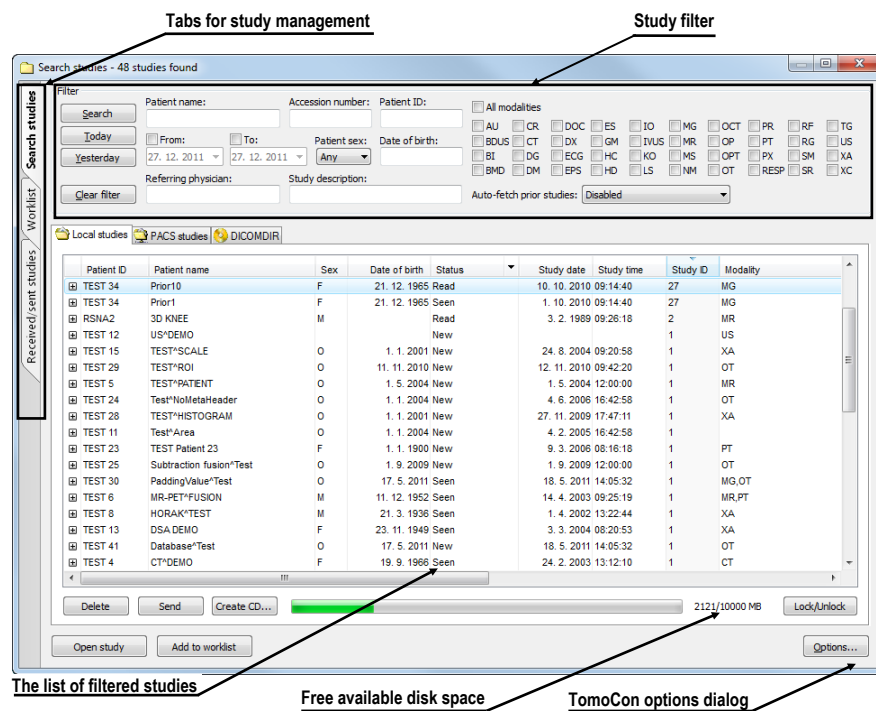 Tabs for study management Study filter
Search studies - 48 studies found
Search studies
Worklist
Received/sent studies
Filter
Search
Today
Yesterday
Clear filter
Patient name: Accession number: Patient ID:
From: To: Patient sex: Date of birth:
27. 12. 2011 27. 12. 2011 Any
Referring physician: Study description:
All modalities
AU CR DOC ES IO MG OCT PR RF TG
BDUS CT DX GM IVUS MR OP PT RG US
BI DG ECG HC KO MS OPT PX SM XA
BMD DM EPS HD LS NM OT RESP SR XC
Auto-fetch prior studies: Disabled
Local studies PACS studies DICOMDIR
Patient ID Patient name Sex Date of birth Status Study date Study time Study ID Modality
TEST 34 Prior10 F 21. 12. 1965 Read 10. 10. 2010 09:14:40 27 MG
TEST 34 Prior1 F 21. 12. 1965 Seen 1. 10. 2010 09:14:40 27 MG
RSNA2 3D KNEE M Read 3. 2. 1989 09:26:18 2 MR
TEST 12 US^DEMO New 1 US
TEST 15 TEST^SCALE O 1. 1. 2001 New 24. 8. 2004 09:20:58 1 XA
TEST 29 TEST^ROI O 11. 11. 2010 New 12. 11. 2010 09:42:20 1 OT
TEST 5 TEST^PATIENT O 1. 5. 2004 New 1. 5. 2004 12:00:00 1 MR
TEST 24 Test^NoMetaHeader O 1. 1. 2004 New 4. 6. 2006 16:42:58 1 OT
TEST 28 TEST^HISTOGRAM O 1. 1. 2001 New 27. 11. 2009 17:47:11 1 XA
TEST 11 Test^Area O 1. 1. 2004 New 4. 2. 2005 16:42:58 1
TEST 23 TEST Patient 23 F 1. 1. 1900 New 9. 3. 2006 08:16:18 1 PT
TEST 25 Subtraction fusion^Test O 1. 9. 2009 New 1. 9. 2009 12:00:00 1 OT
TEST 30 PaddingValue^Test O 17. 5. 2011 Seen 18. 5. 2011 14:05:32 1 MG,OT
TEST 6 MR-PET^FUSION M 11. 12. 1952 Seen 14. 4. 2003 09:25:19 1 MR,PT
TEST 8 HORAK^TEST M 21. 3. 1936 Seen 1. 4. 2002 13:22:44 1 XA
TEST 13 DSA DEMO F 23. 11. 1949 Seen 3. 3. 2004 08:20:53 1 XA
TEST 41 Database^Test O 17. 5. 2011 New 18. 5. 2011 14:05:32 1 OT
TEST 4 CT^DEMO F 19. 9. 1966 Seen 24. 2. 2003 13:12:10 1 CT
Delete Send Create CD... 2121/10000 MB Lock/Unlock
Open study Add to worklist Options...
The list of filtered studies
Free available disk space
TomoCon options dialog